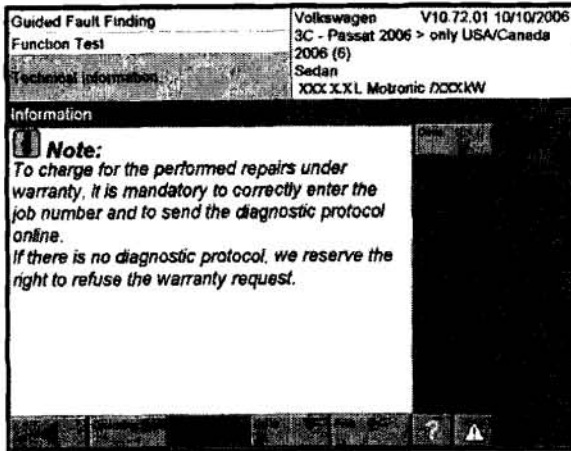 Guided Fault Finding
Function Test
Technical Information
Volkswagen V10.72.01 10/10/2006
3C - Passat 2006 > only USA/Canada
2006 (6)
Sedan
XXX X.XL Motronic /XXXkW
Information
Note:
To charge for the performed repairs under
warranty, it is mandatory to correctly enter the
job number and to send the diagnostic protocol
online.
If there is no diagnostic protocol, we reserve the
right to refuse the warranty request.
?